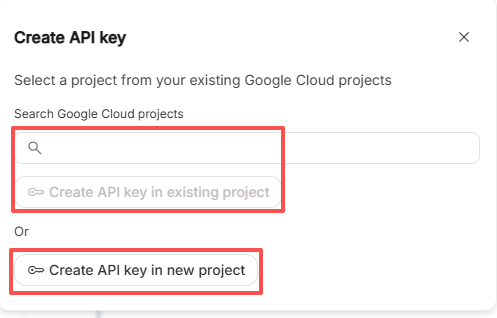 Create API key
Select a project from your existing Google Cloud projects
Search Google Cloud projects
Create API key in existing project
Or
Create API key in new project